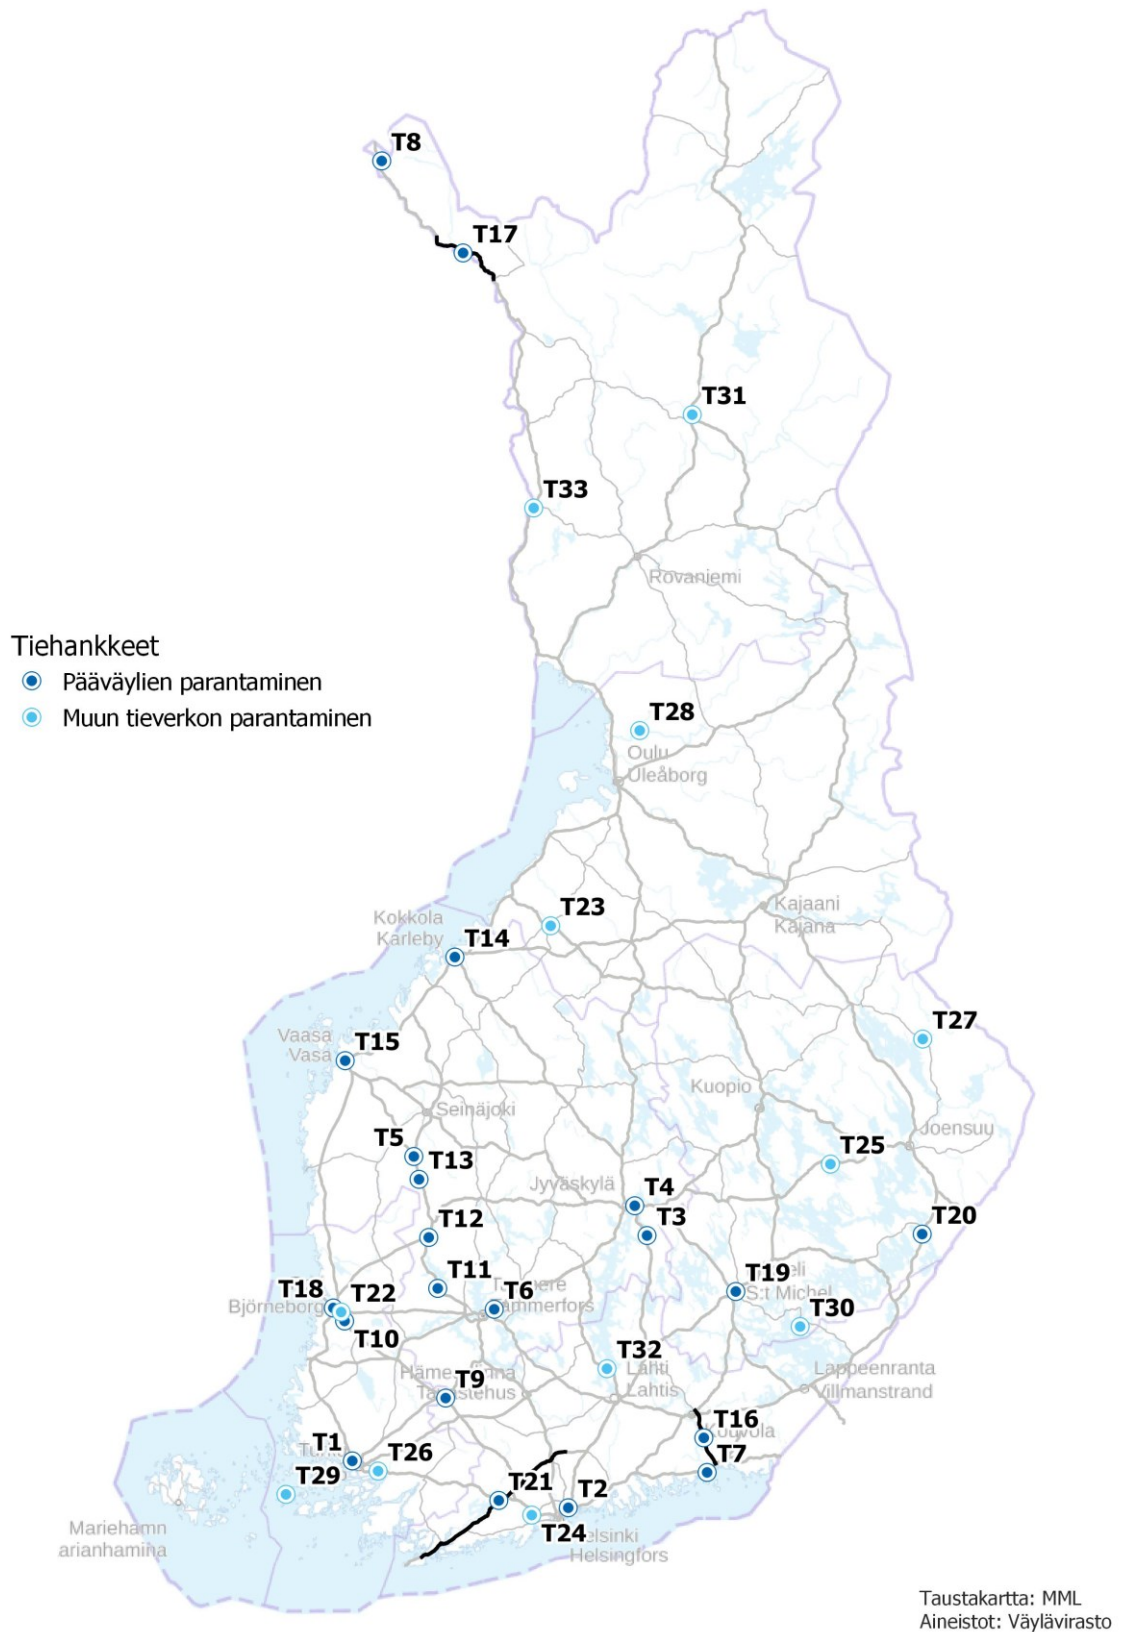 T8
T17
T31
T33
Rovaniemi
Tiehankkeet
Pääväylien parantaminen
Muun tieverkon parantaminen
T28
Oulu
Uleåborg
T23
Kajaani
Kajana
Kokkola
Karleby
T14
T27
Vaasa
Vasa
T15
Kuopio
Seinäjoki
Joensuu
T5
T13
T25
Jyväskylä
T4
T3
T20
T12
T11
T6
T19
S:t Michel
T18
T22
Björneborg
T30
T10
T32
Lahti
Lahtis
Lappeenranta
Villmanstrand
T9
T16
Kouvola
T1
T26
T7
T29
T21
T2
T24
Mariehamn
arianhamina
elsinki
Helsingfors
Taustakartta: MML
Aineistot: Väylävirasto